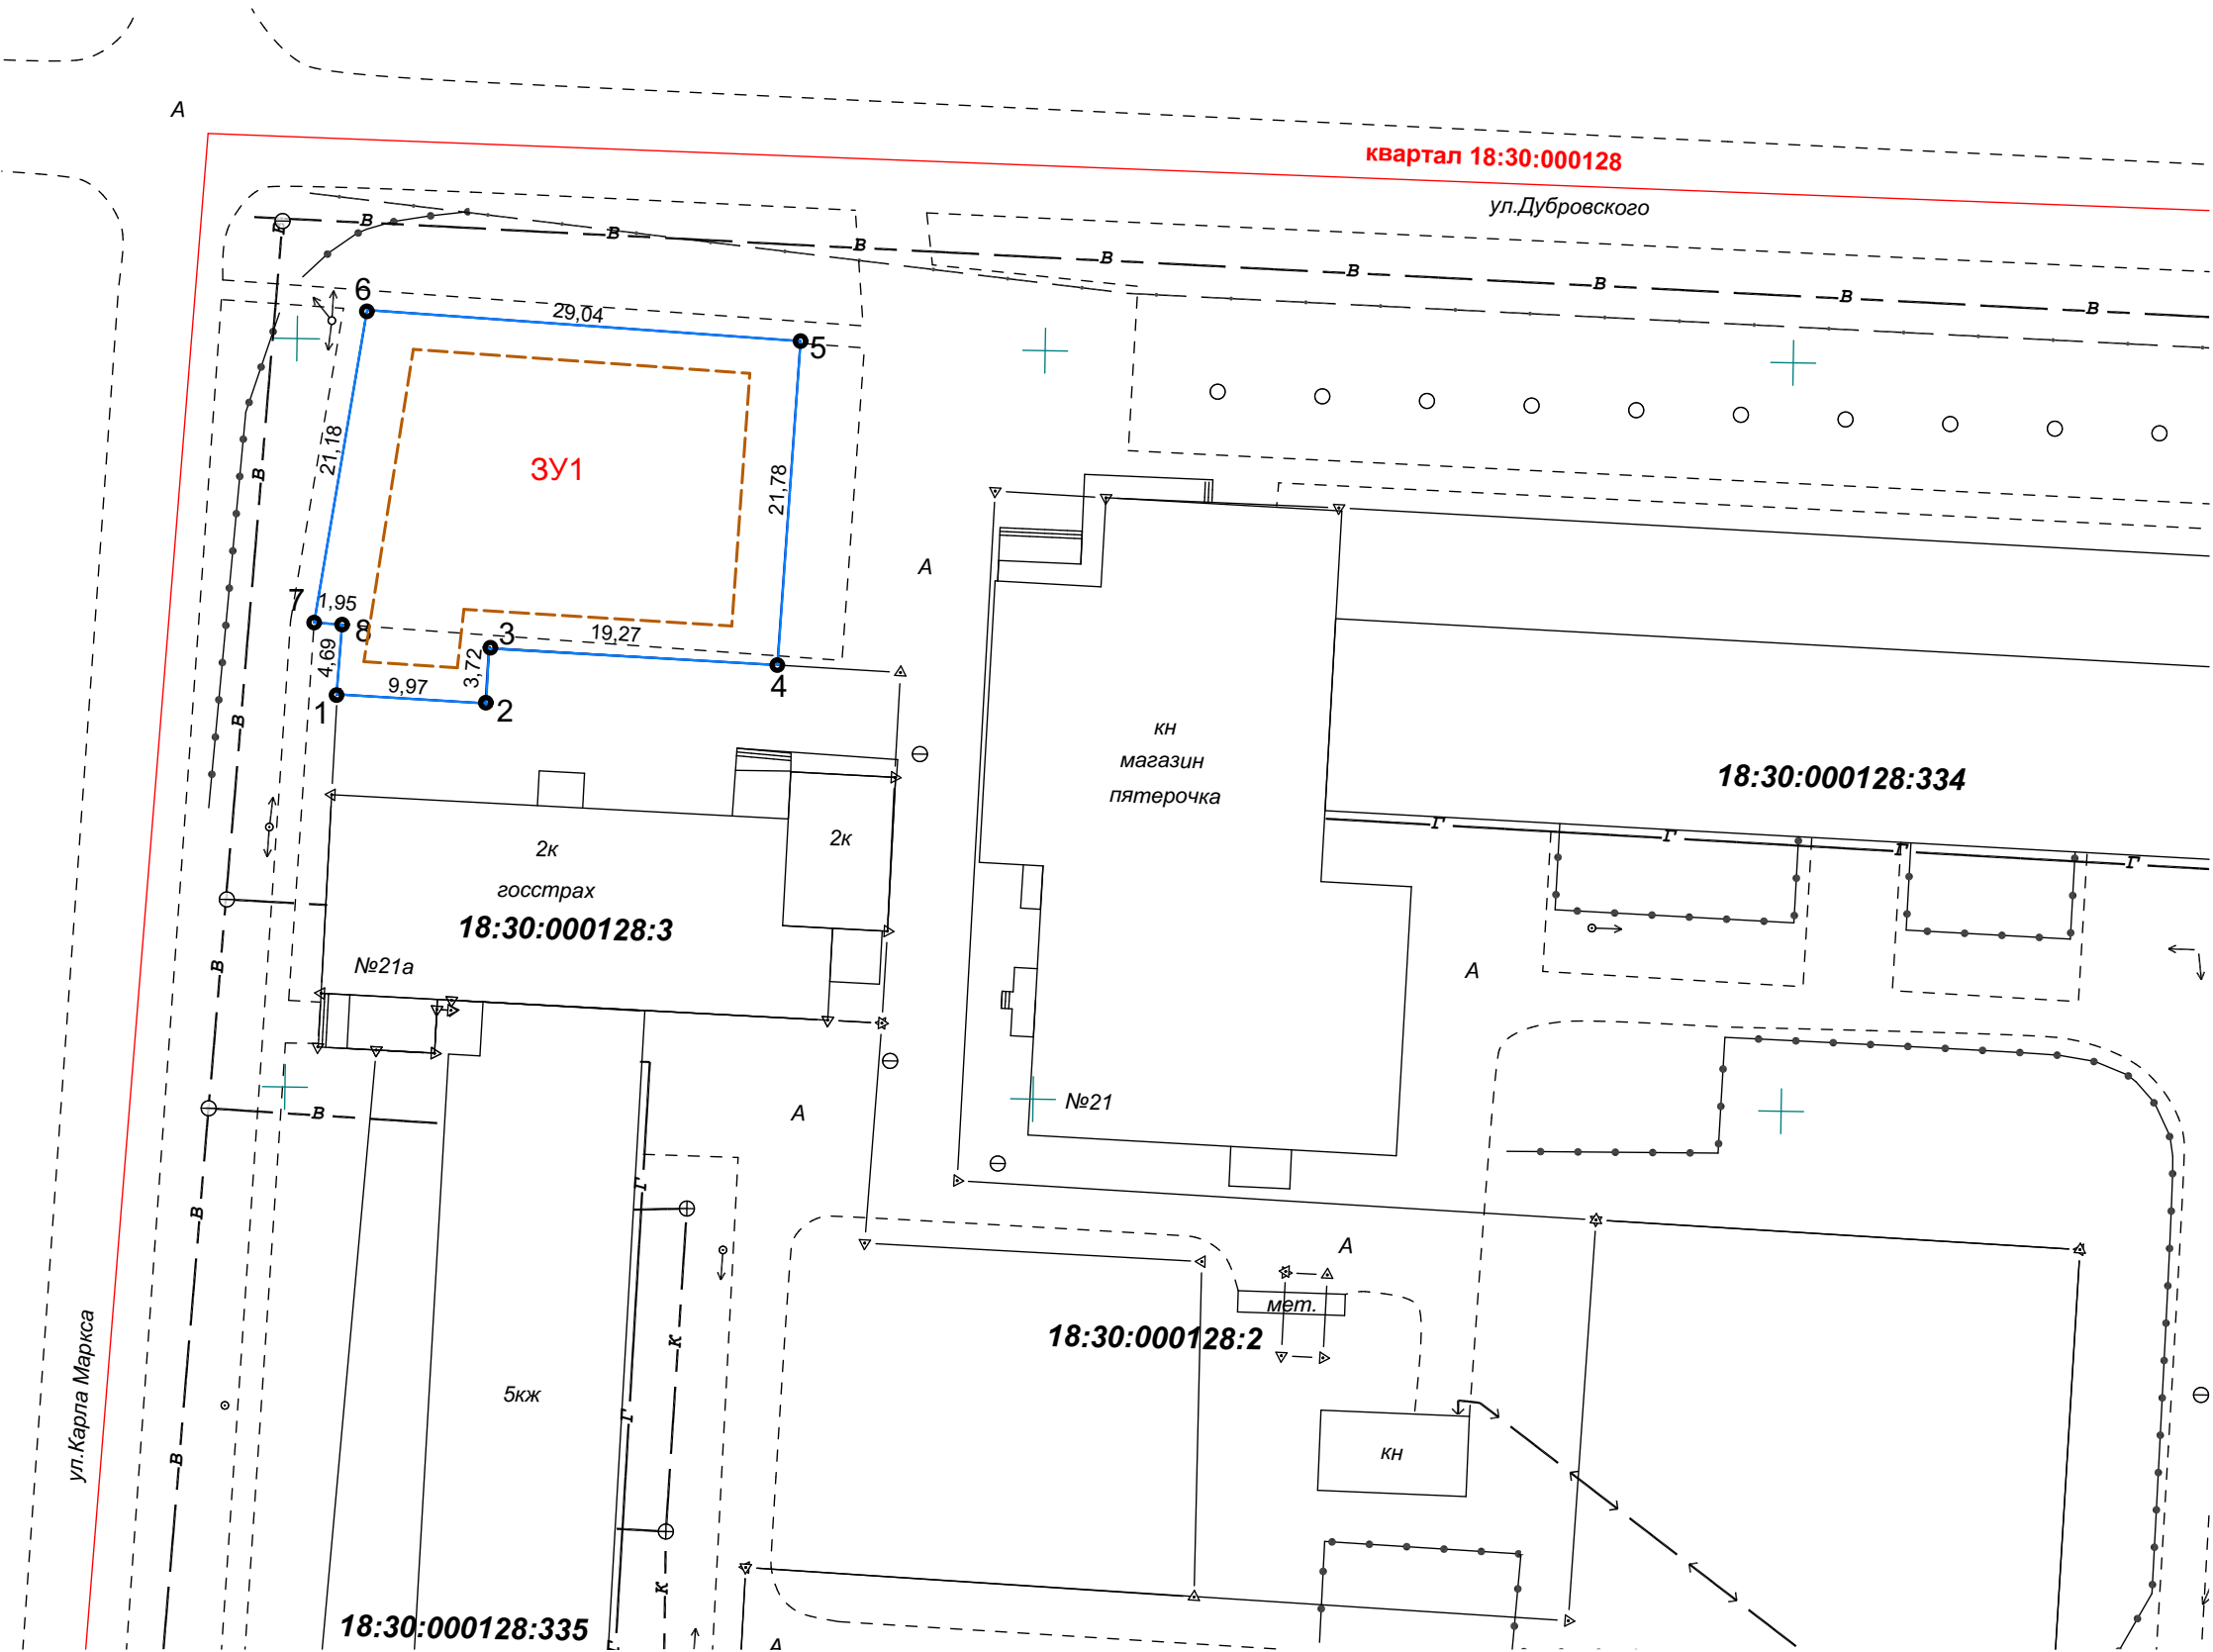 А
квартал 18:30:000128
ул.Дубровского
В
В
В
В
В
В
В
В
В
6
29,04
5
21,18
ЗУ1
21,78
В
А
7
1,95
8
3
19,27
4,69
3,72
9,97
4
1
2
В
кн
магазин
пятерочка
18:30:000128:334
Г
Г
Г
Г
2к
2к
госстрах
18:30:000128:3
№21а
В
А
В
А
№21
В
Г
А
мет.
18:30:000128:2
К
ул.Карла Маркса
5кж
Г
В
кн
К
18:30:000128:335
Г
А